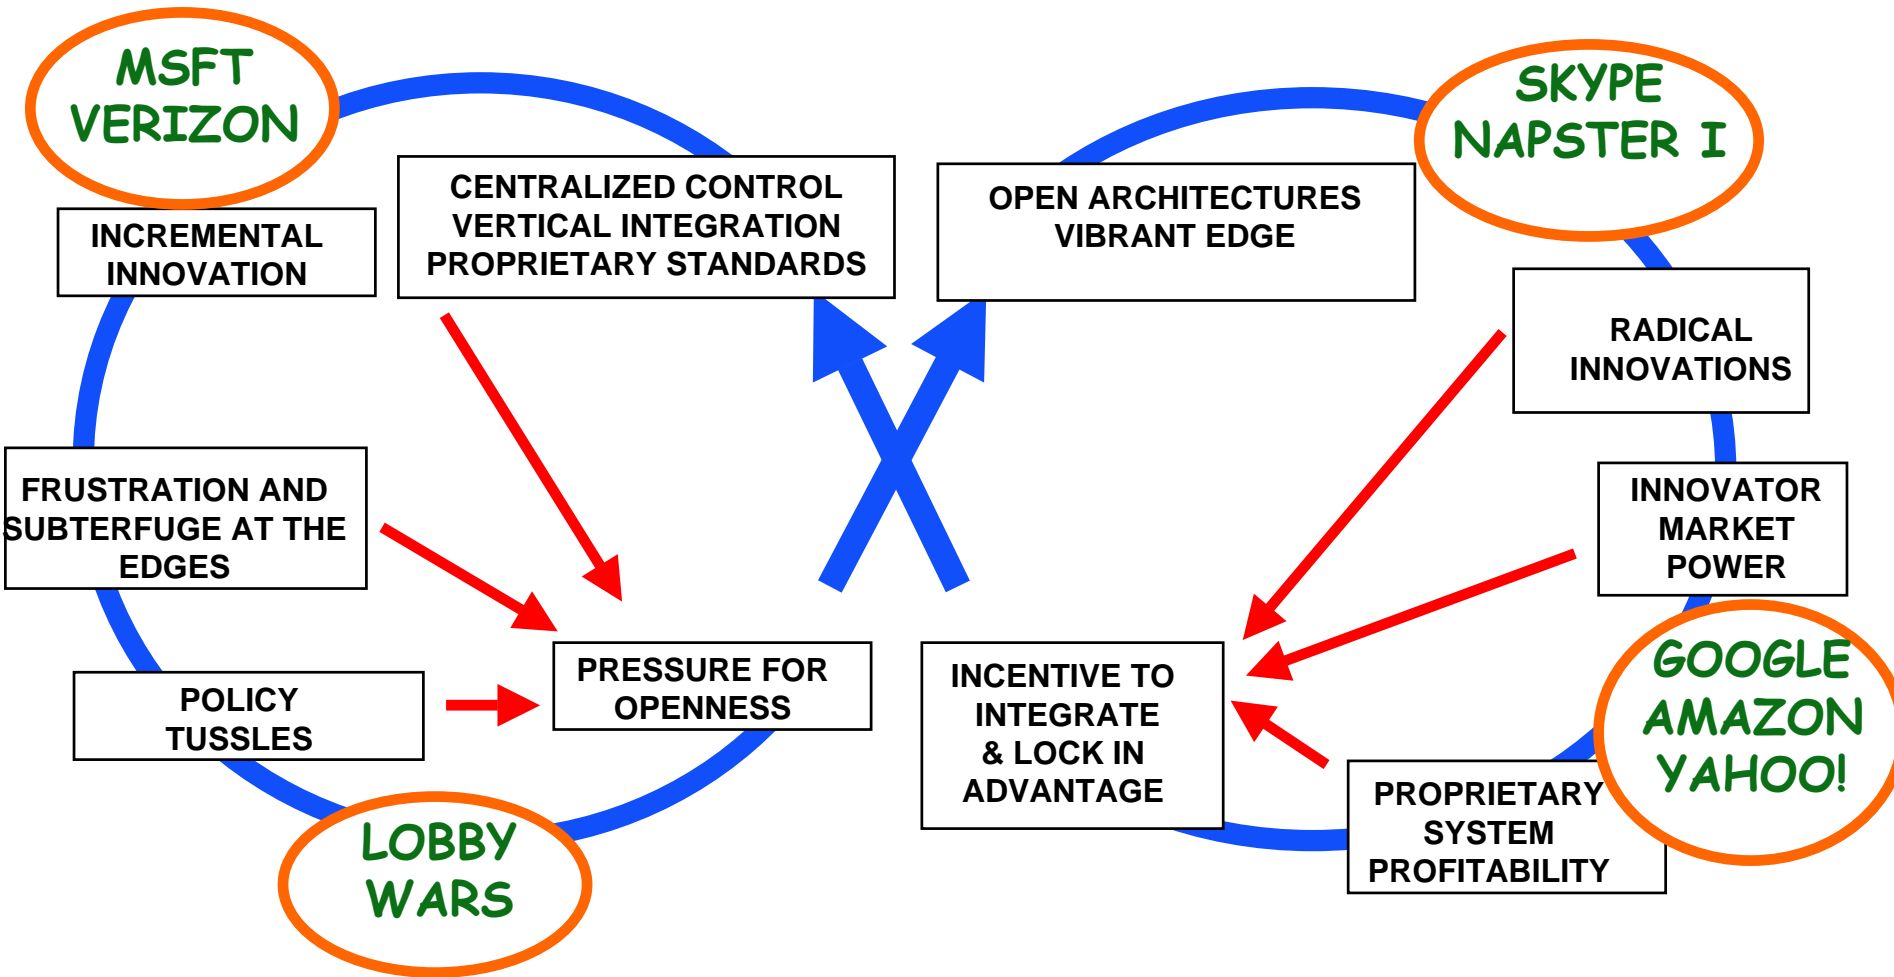 MSFT
VERIZON
SKYPE
NAPSTER I
CENTRALIZED CONTROL
VERTICAL INTEGRATION
PROPRIETARY STANDARDS
OPEN ARCHITECTURES
VIBRANT EDGE
INCREMENTAL
INNOVATION
RADICAL
INNOVATIONS
FRUSTRATION AND
SUBTERFUGE AT THE
EDGES
INNOVATOR
MARKET
POWER
POLICY
TUSSLES
PRESSURE FOR
OPENNESS
INCENTIVE TO
INTEGRATE
& LOCK IN
ADVANTAGE
GOOGLE
AMAZON
YAHOO!
PROPRIETARY
SYSTEM
PROFITABILITY
LOBBY
WARS